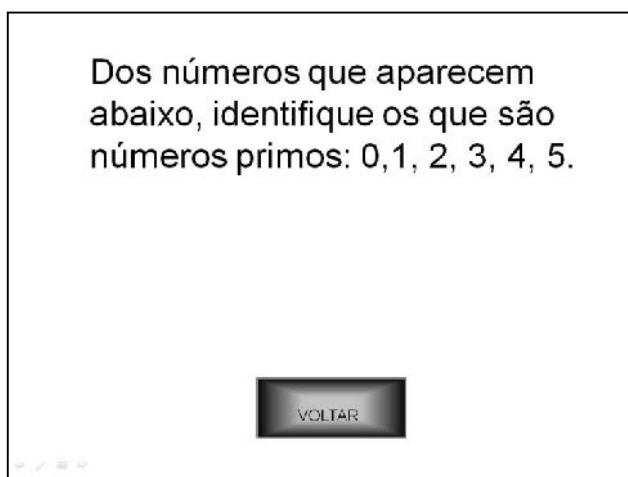 Dos números que aparecem
abaixo, identifique os que são
números primos: 0,1, 2, 3, 4, 5.
VOLTAR